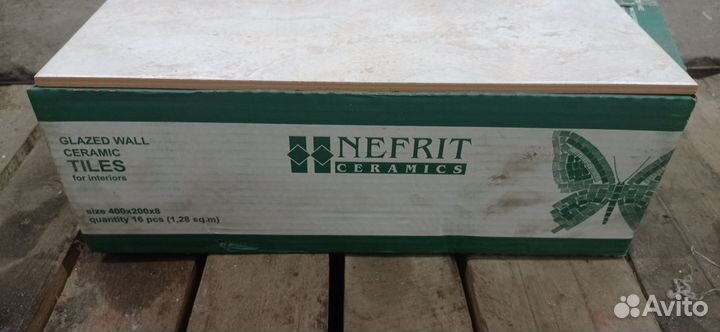 GLAZED WALL
CERAMIC
TILES
for interiors
size 400x200x8
quantity 16 pcs (1,28 sq.m)
NEFRIT
CERAMICS
Avito